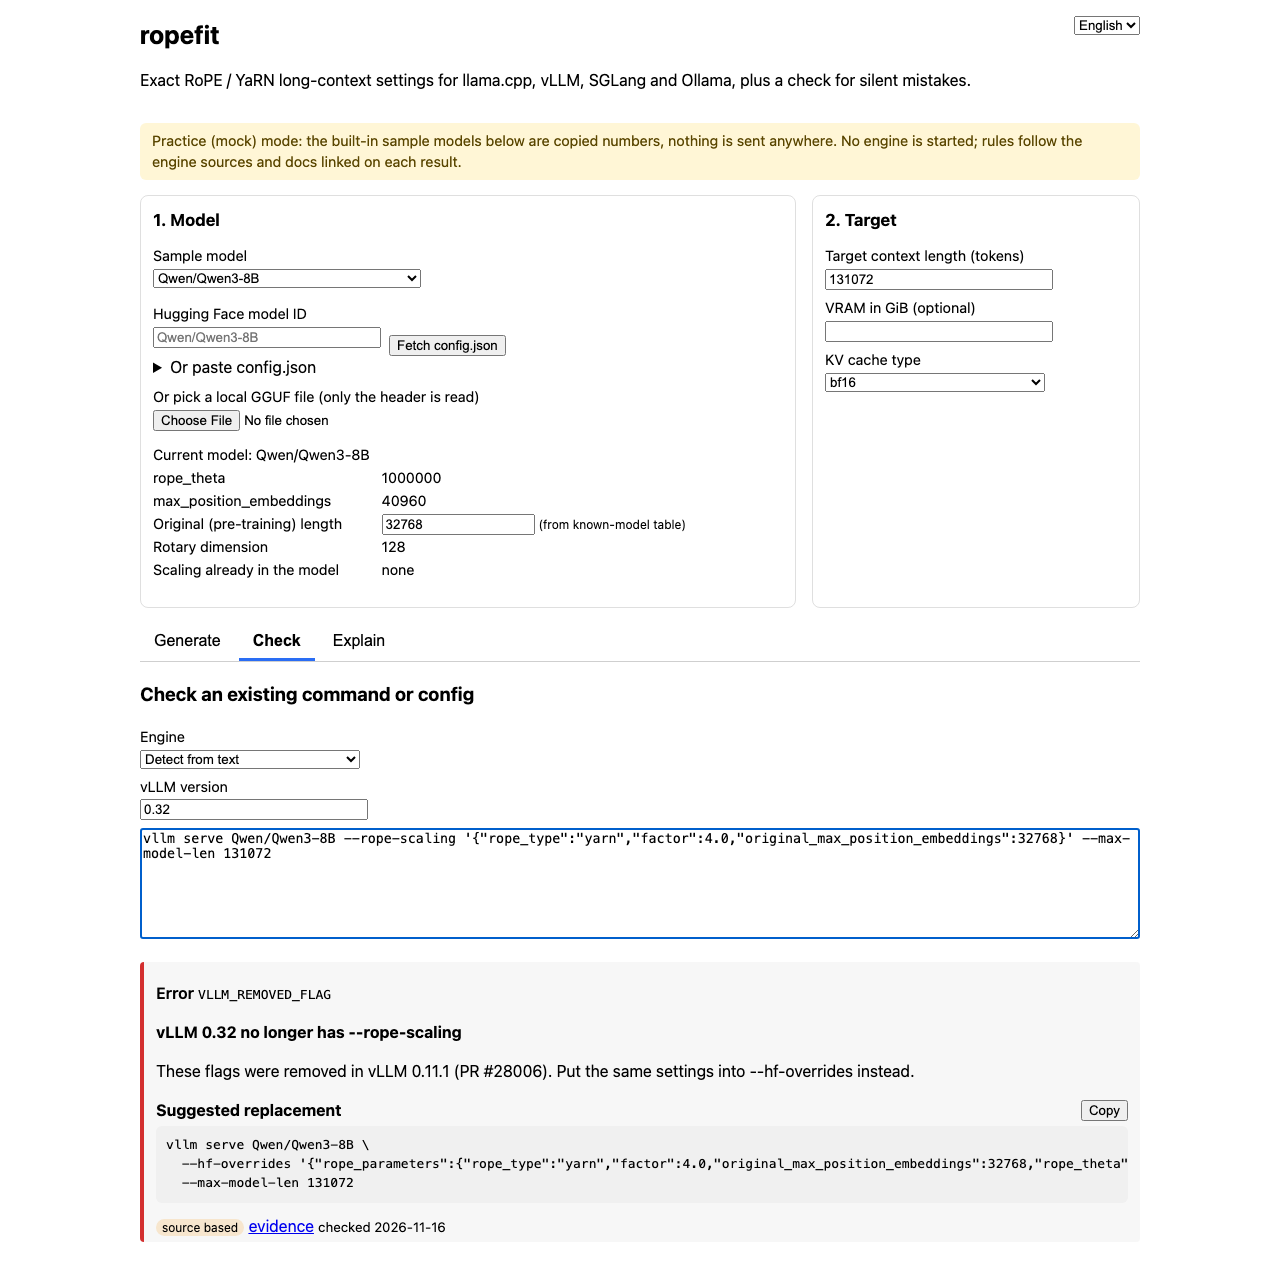 ropefit
English
Exact RoPE / YaRN long-context settings for llama.cpp, vLLM, SGLang and Ollama, plus a check for silent mistakes.
Practice (mock) mode: the built-in sample models below are copied numbers, nothing is sent anywhere. No engine is started; rules follow the
engine sources and docs linked on each result.
1. Model
Sample model
Qwen/Qwen3-8B
Hugging Face model ID
Qwen/Qwen3-8B
Fetch config.json
Or paste config.json
Or pick a local GGUF file (only the header is read)
Choose File No file chosen
Current model: Qwen/Qwen3-8B
rope_theta 1000000
max_position_embeddings 40960
Original (pre-training) length 32768 (from known-model table)
Rotary dimension 128
Scaling already in the model none
2. Target
Target context length (tokens)
131072
VRAM in GiB (optional)
KV cache type
bf16
Generate Check Explain
Check an existing command or config
Engine
Detect from text
vLLM version
0.32
vllm serve Qwen/Qwen3-8B --rope-scaling '{"rope_type":"yarn","factor":4.0,"original_max_position_embeddings":32768}' --max-
model-len 131072
Error VLLM_REMOVED_FLAG
vLLM 0.32 no longer has --rope-scaling
These flags were removed in vLLM 0.11.1 (PR #28006). Put the same settings into --hf-overrides instead.
Suggested replacement
Copy
vllm serve Qwen/Qwen3-8B \
--hf-overrides '{"rope_parameters":{"rope_type":"yarn","factor":4.0,"original_max_position_embeddings":32768,"rope_theta"
--max-model-len 131072
source based evidence checked 2026-11-16